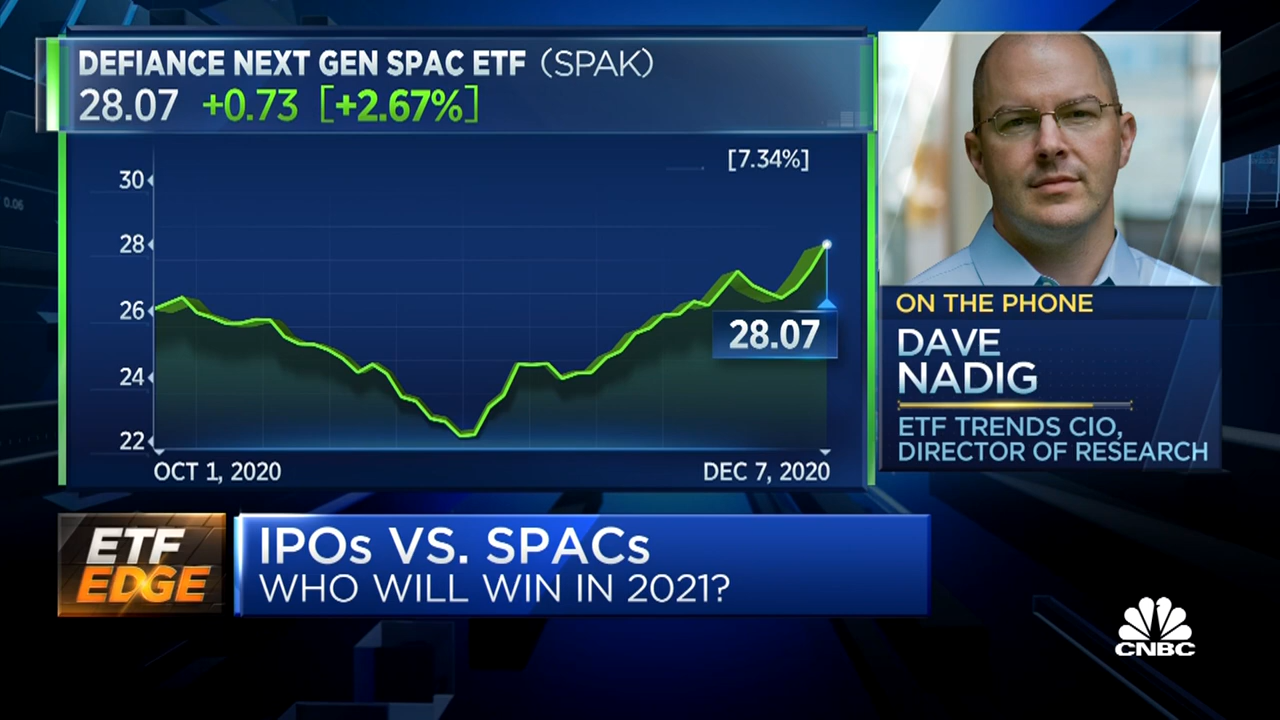 DEFIANCE NEXT GEN SPAC ETF (SPAK)
28.07 +0.73 [+2.67%]
[7.34%]
30
28
26
24
22
28.07
OCT 1, 2020
DEC 7, 2020
0.06
ON THE PHONE
DAVE
NADIG
ETF TRENDS CIO,
DIRECTOR OF RESEARCH
ETF
EDGE
IPOs VS. SPACs
WHO WILL WIN IN 2021?
CNBC